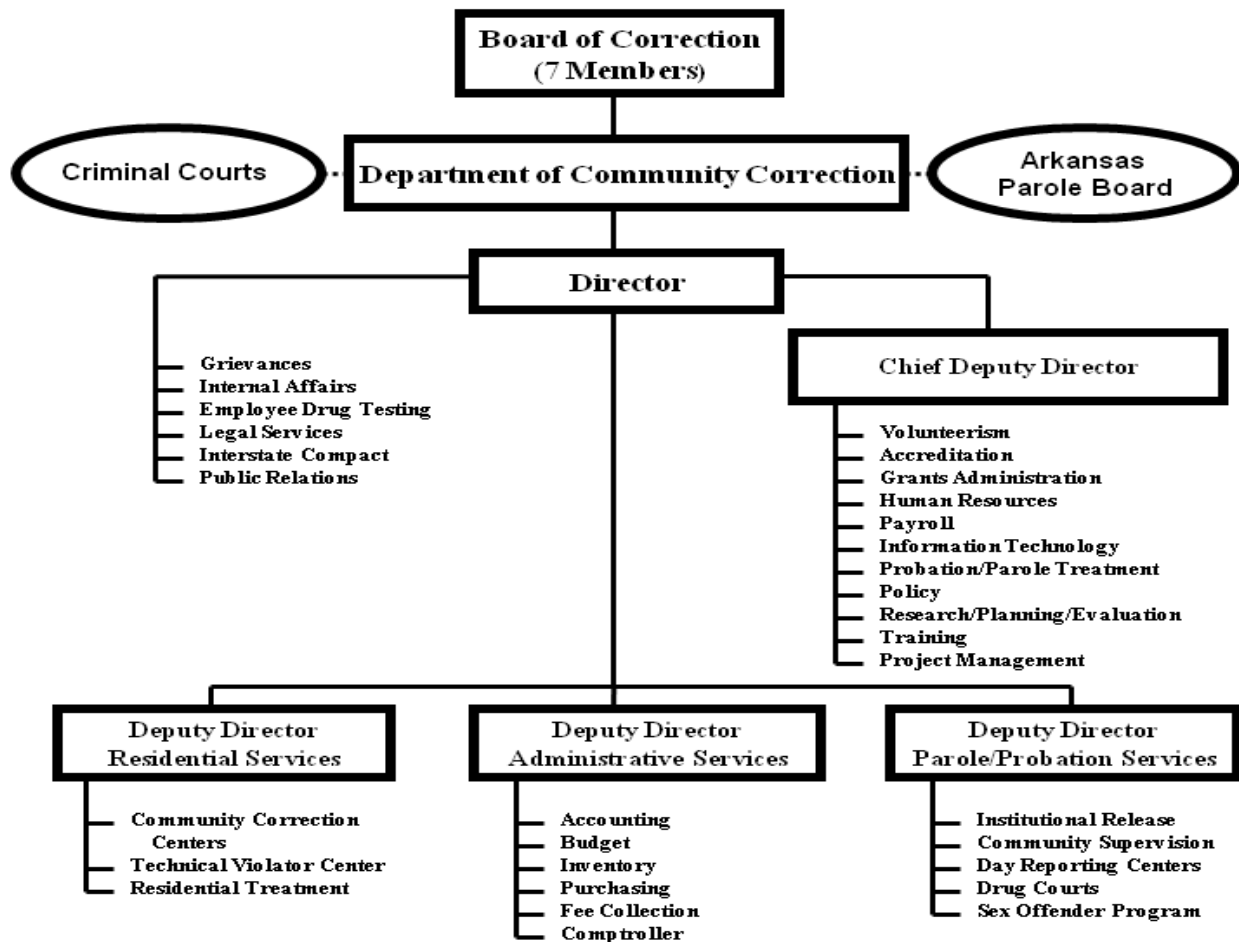 Board of Correction
(7 Members)
Criminal Courts
Department of Community Correction
Arkansas
Parole Board
Director
Grievances
Internal Affairs
Employee Drug Testing
Legal Services
Interstate Compact
Public Relations
Chief Deputy Director
Volunteerism
Accreditation
Grants Administration
Human Resources
Payroll
Information Technology
Probation/Parole Treatment
Policy
Research/Planning/Evaluation
Training
Project Management
Deputy Director
Residential Services
Community Correction
Centers
Technical Violator Center
Residential Treatment
Deputy Director
Administrative Services
Accounting
Budget
Inventory
Purchasing
Fee Collection
Comptroller
Deputy Director
Parole/Probation Services
Institutional Release
Community Supervision
Day Reporting Centers
Drug Courts
Sex Offender Program